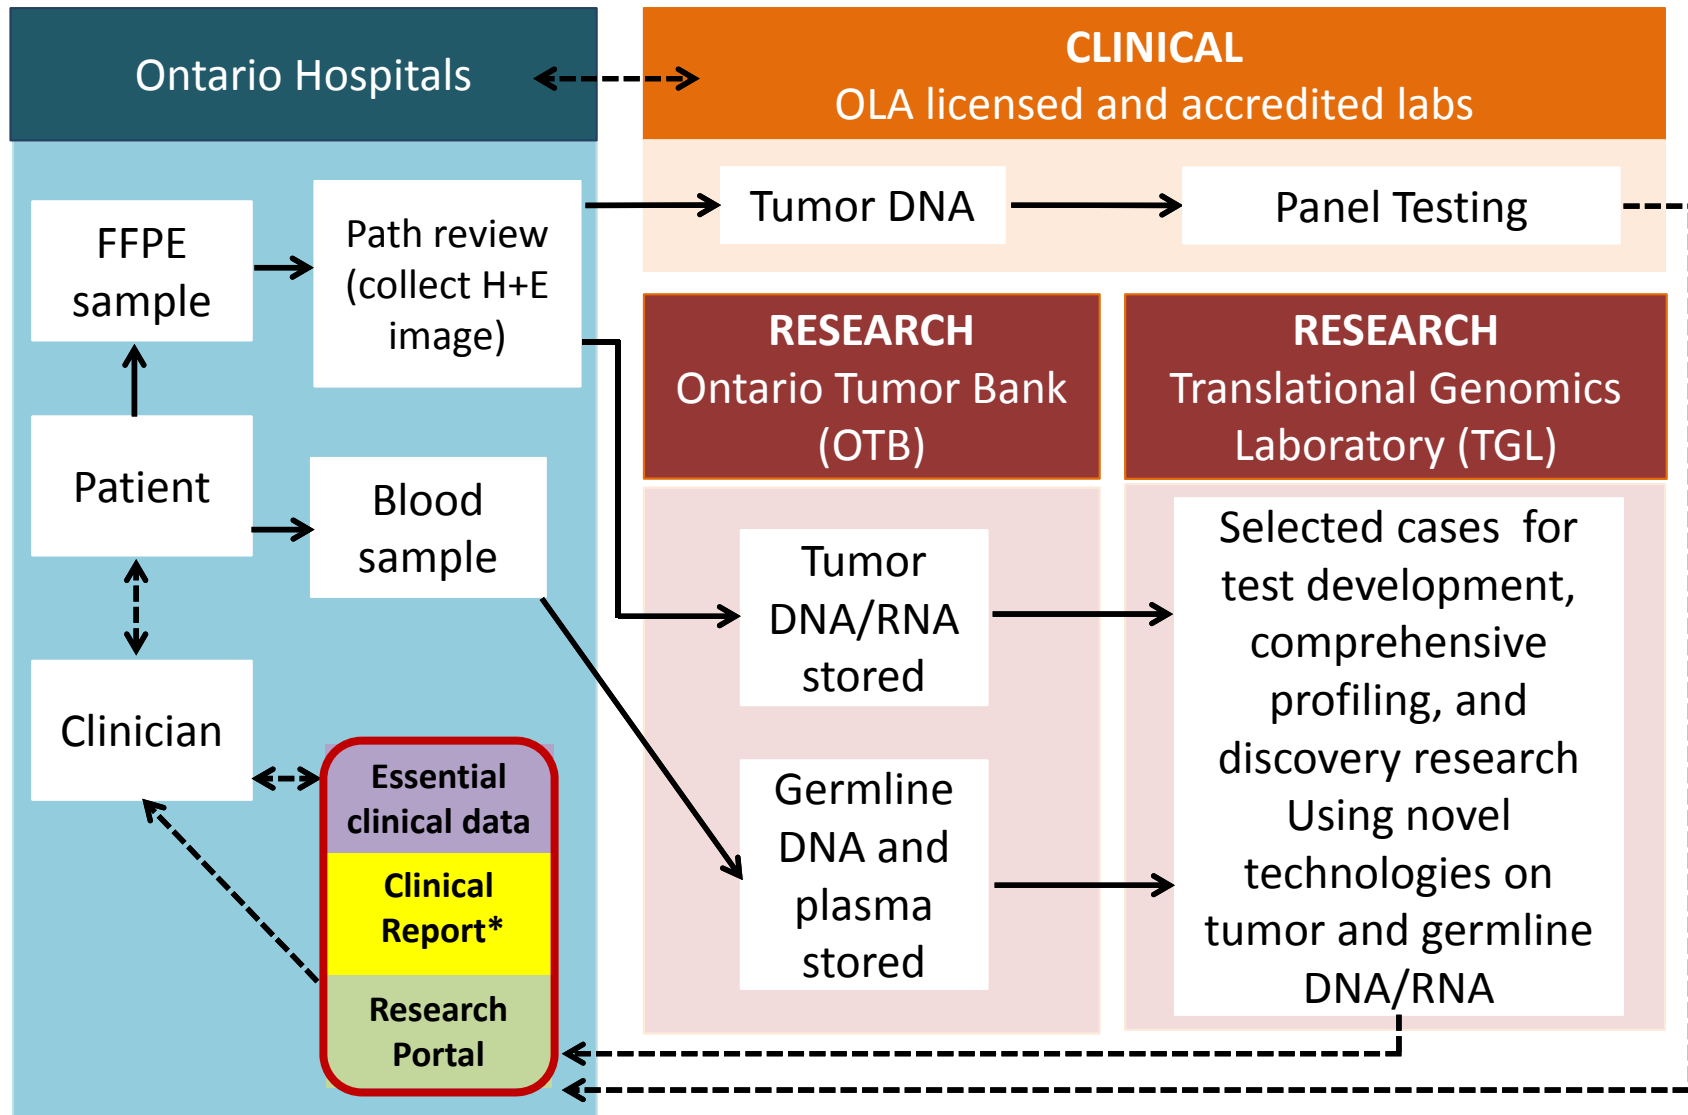 Ontario Hospitals
CLINICAL
OLA licensed and accredited labs
FFPE
sample
Path review
(collect H+E
image)
Tumor DNA
Panel Testing
Patient
Blood
sample
Clinician
Essential
clinical data
Clinical
Report*
Research
Portal
RESEARCH
Ontario Tumor Bank
(OTB)
Tumor
DNA/RNA
stored
Germline
DNA and
plasma
stored
RESEARCH
Translational Genomics
Laboratory (TGL)
Selected cases for
test development,
comprehensive
profiling, and
discovery research
Using novel
technologies on
tumor and germline
DNA/RNA